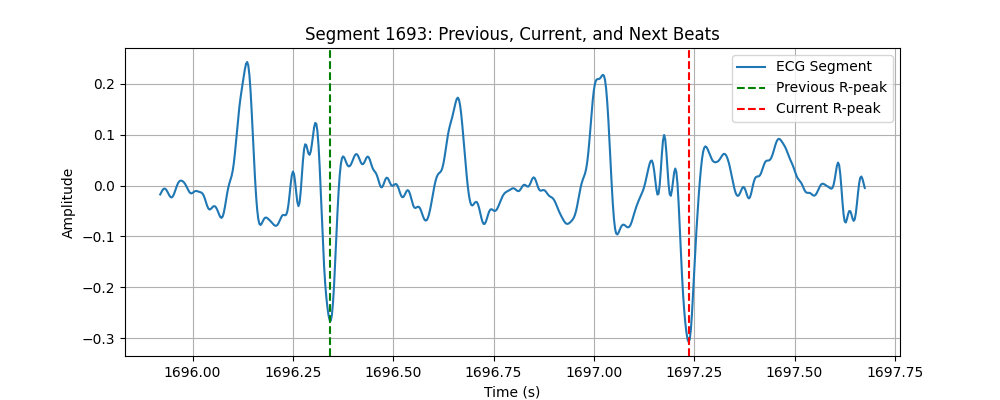 Segment 1693: Previous, Current, and Next Beats
ECG Segment
Previous R-peak
Current R-peak
Amplitude
0.2
0.1
0.0
−0.1
−0.2
−0.3
1696.00 1696.25 1696.50 1696.75 1697.00 1697.25 1697.50 1697.75
Time (s)